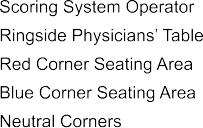 Scoring System Operator
Ringside Physicians' Table
Red Corner Seating Area
Blue Corner Seating Area
Neutral Corners